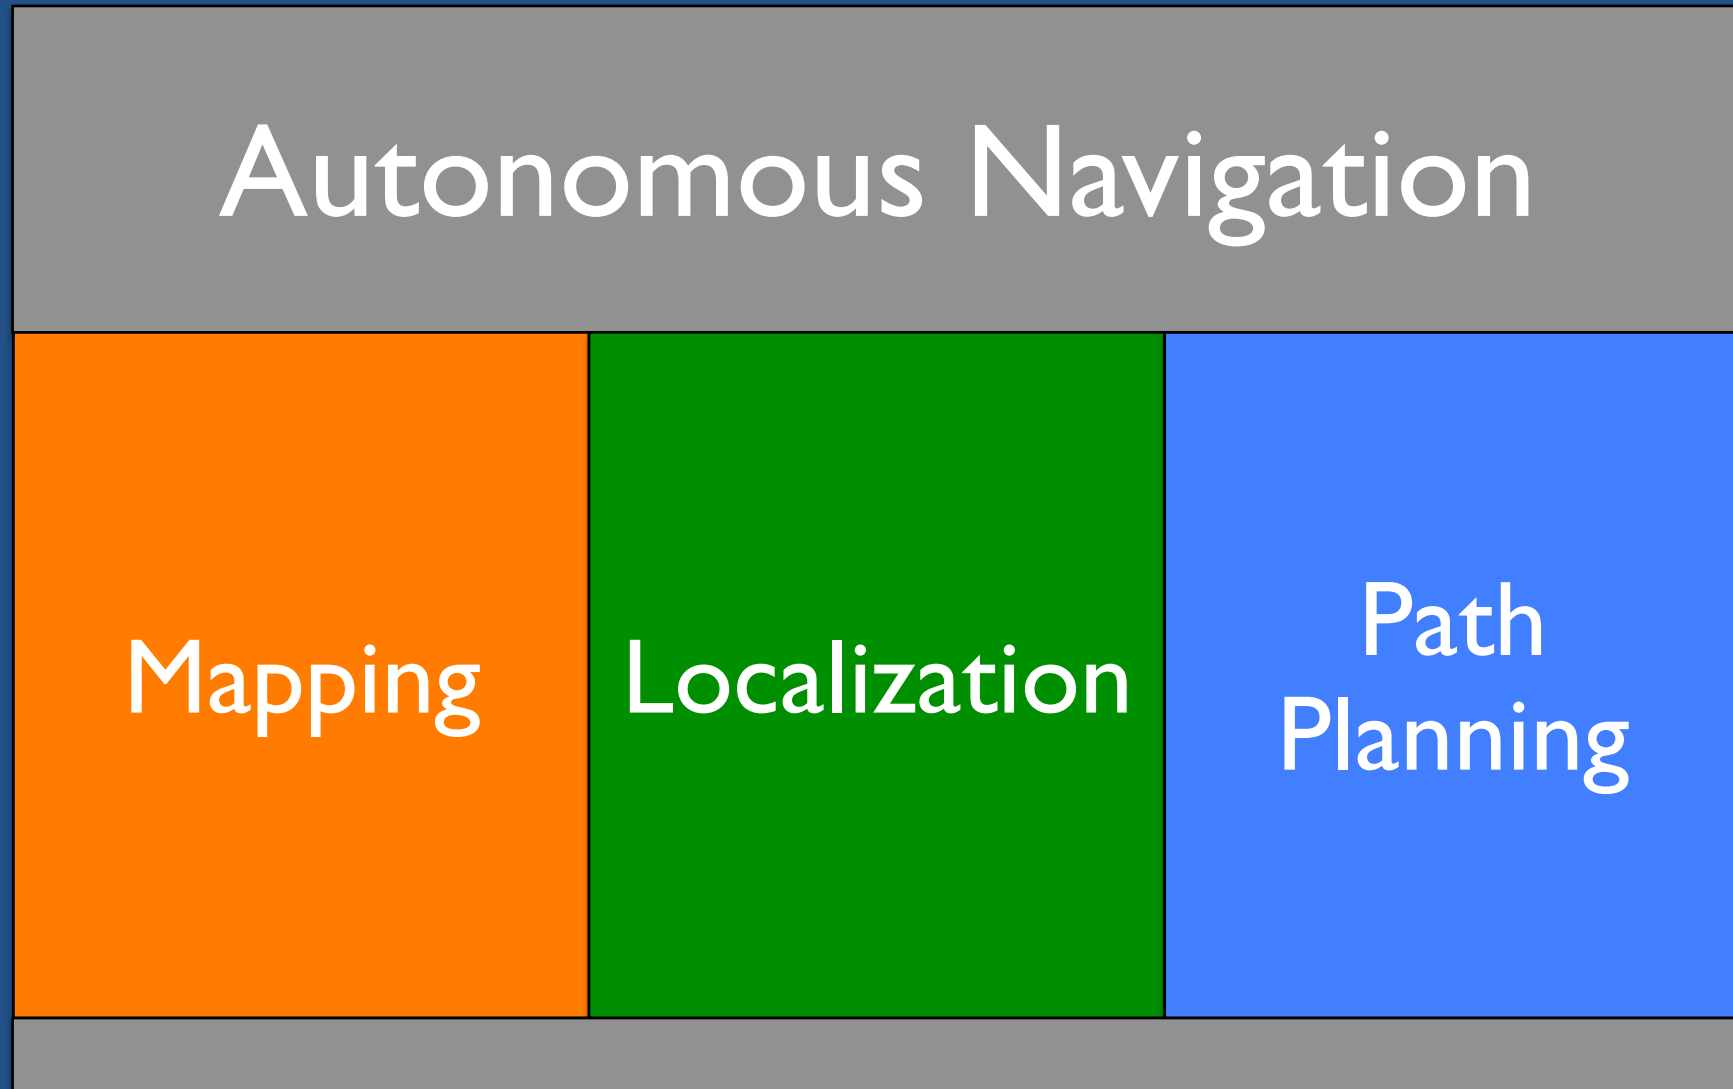 Autonomous Navigation
Mapping
Localization
Path
Planning